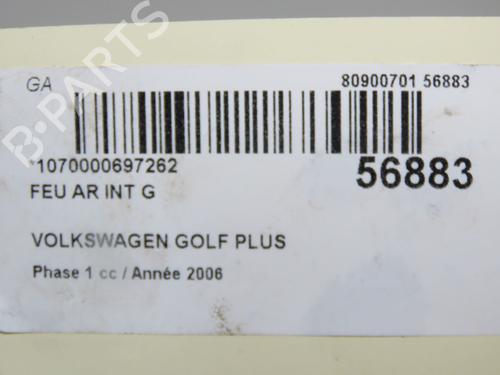 GA
80900701 56883
*1070000697262
56883
FEU AR INT G
VOLKSWAGEN GOLF PLUS
Phase 1 cc / Année 2006
B-PARTS